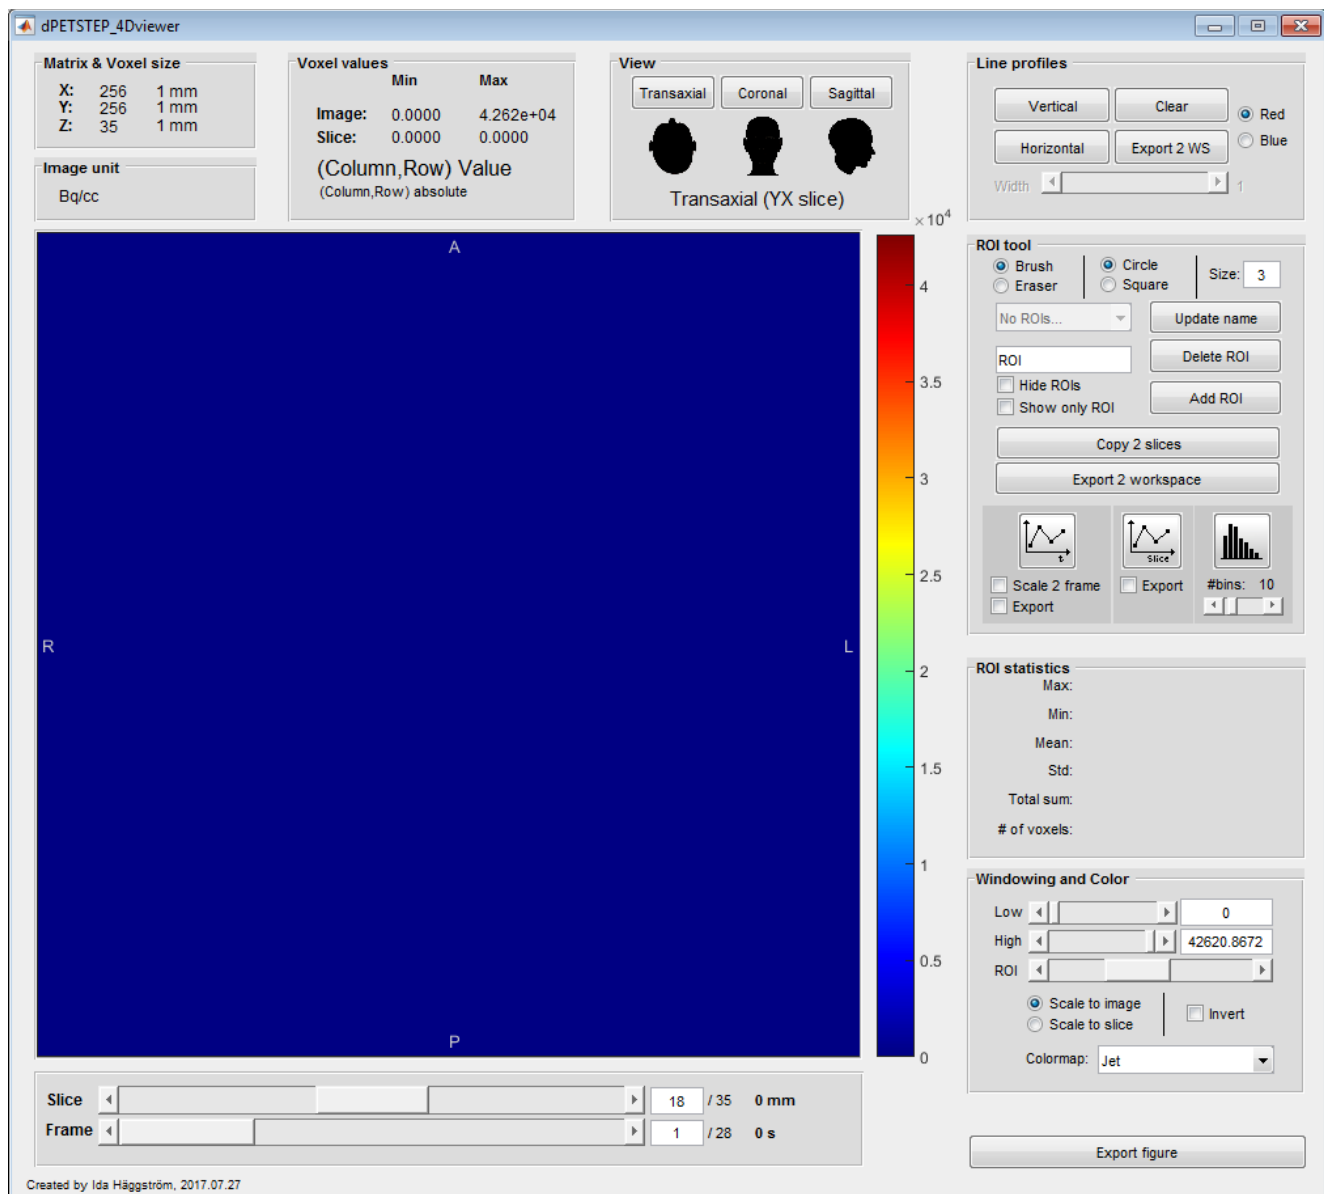 dPETSTEP_4Dviewer
Matrix & Voxel size
X: 256 1 mm
Y: 256 1 mm
Z: 35 1 mm
Image unit
Bq/cc
Voxel values
Min Max
Image: 0.0000 4.262e+04
Slice: 0.0000 0.0000
(Column,Row) Value
(Column,Row) absolute
View
Transaxial Coronal Sagittal
Transaxial (YX slice)
Line profiles
Vertical Clear Red
Horizontal Export 2 WS Blue
Width 1
A
R L
P
×10⁴
4
3.5
3
2.5
2
1.5
1
0.5
0
ROI tool
Brush Circle Size: 3
Eraser Square
No ROIs... Update name
ROI Delete ROI
Hide ROIs
Show only ROI Add ROI
Copy 2 slices
Export 2 workspace
t Slice
Scale 2 frame Export #bins: 10
Export
ROI statistics
Max:
Min:
Mean:
Std:
Total sum:
# of voxels:
Windowing and Color
Low 0
High 42620.8672
ROI
Scale to image Invert
Scale to slice
Colormap: Jet
Slice 18 / 35 0 mm
Frame 1 / 28 0 s
Export figure
Created by Ida Häggström, 2017.07.27